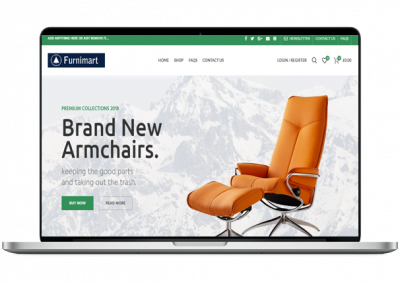 ADD ANYTHING HERE OR JUST REMOVE IT...
NEWSLETTER CONTACT US FAQS
Furnimart
HOME SHOP FAQS CONTACT US
LOGIN / REGISTER 0 0 £0.00
PREMIUM COLLECTIONS 2018
Brand New
Armchairs.
keeping the good parts
and taking out the trash.
BUY NOW READ MORE